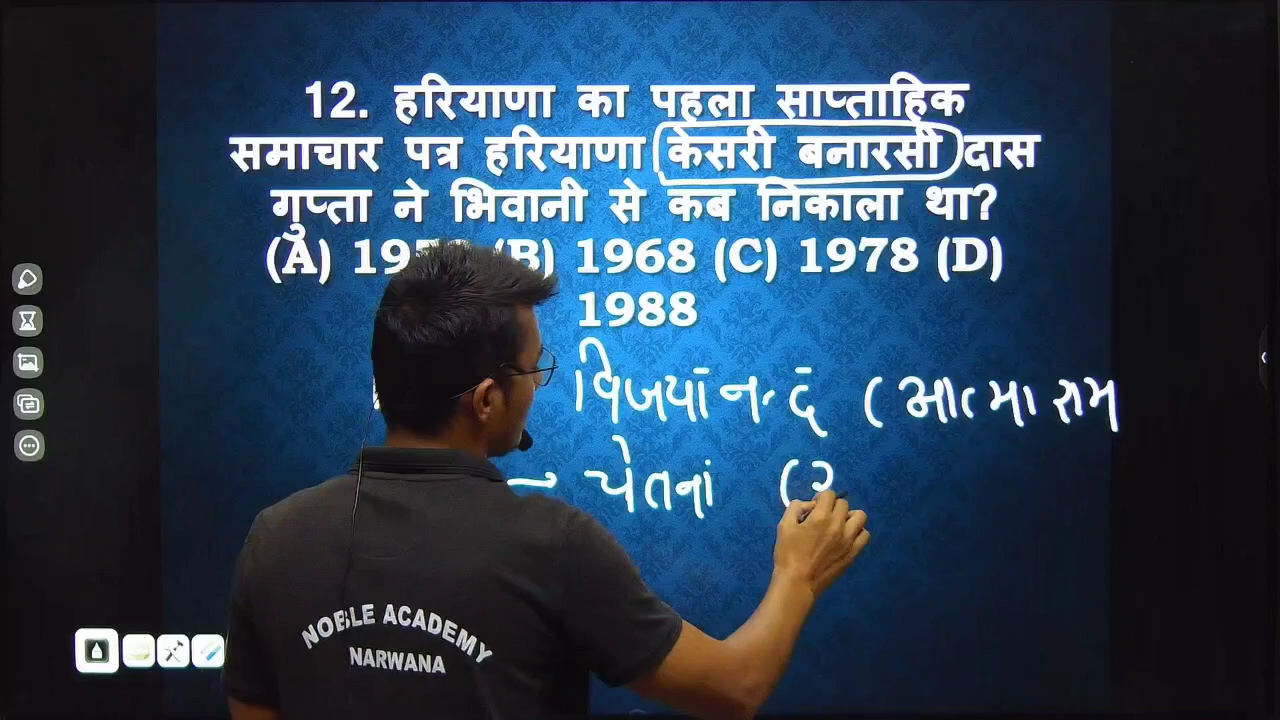 12. हरियाणा का पहला साप्ताहिक
समाचार पत्र हरियाणा केसरी बनारसी दास
गुप्ता ने भिवानी से कब निकाला था?
(A) 195 (B) 1968 (C) 1978 (D)
1988
विजयांनंद (आत्मा राम
चेतनां (
NOBLE ACADEMY
NARWANA